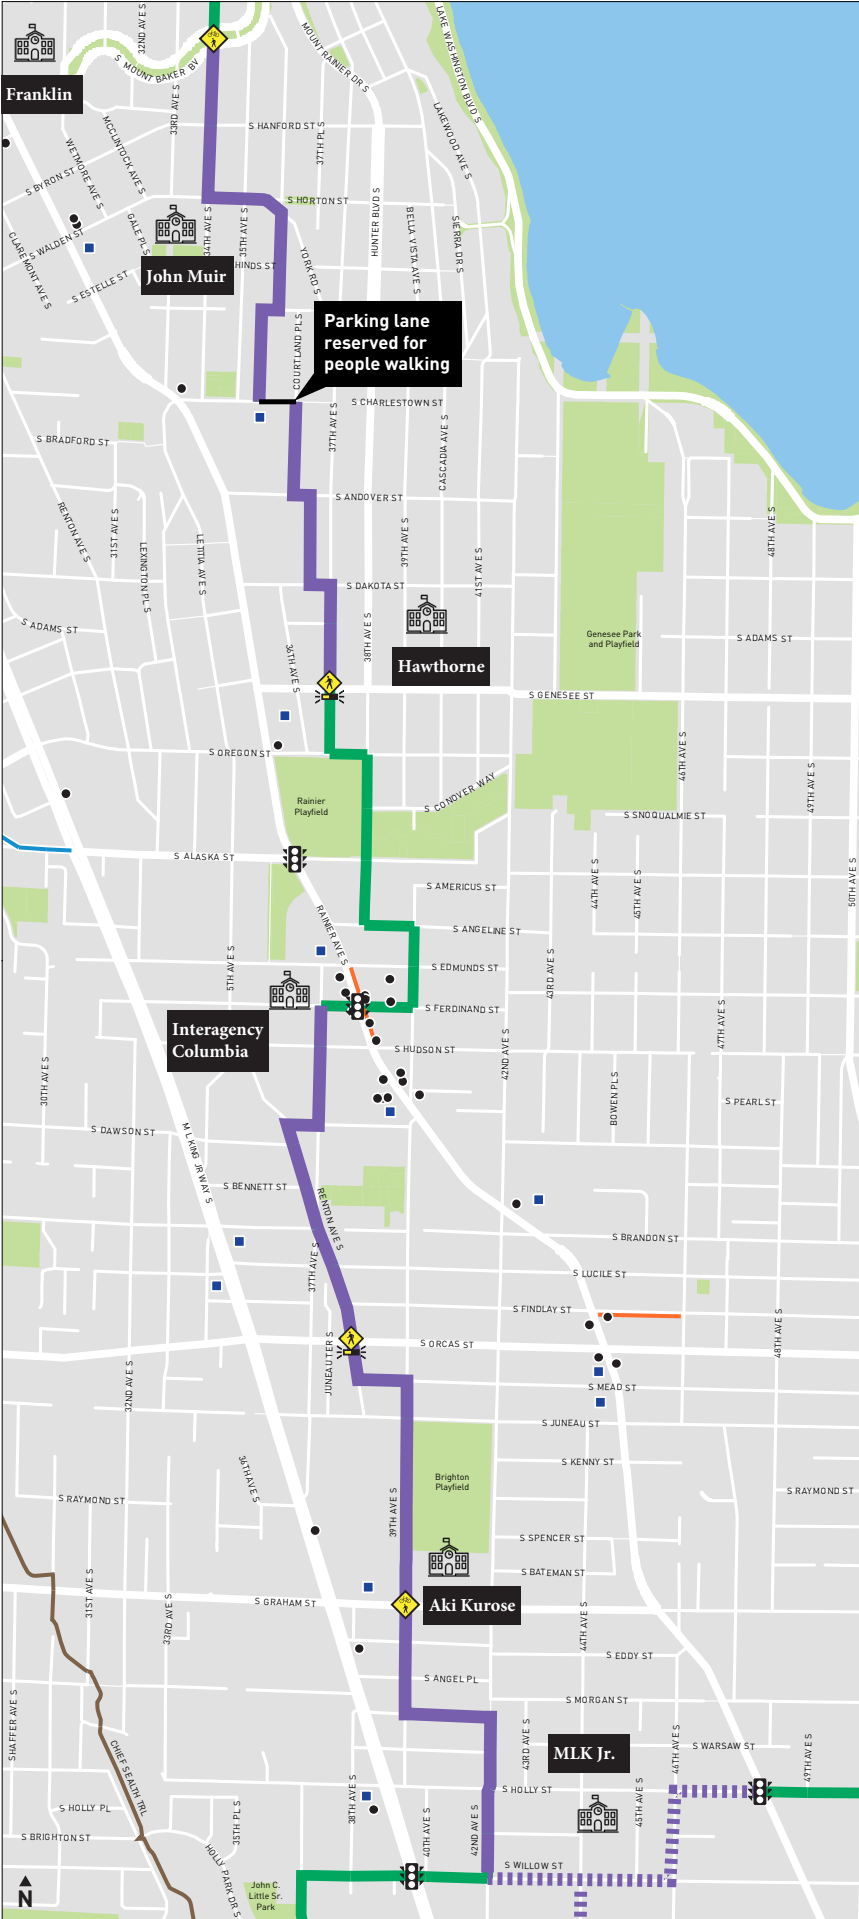 32ND AVE S
LAKE WASHINGTON BLVD S
MOUNT RAINIER DR S
S MOUNT BAKER BV
Franklin
33RD AVE S
S HANFORD ST
37TH PL S
LAKEWOOD AVE S
MCCLINTOCK AVE S
WETMORE AVE S
S BYRON ST
S HORTON ST
HUNTER BLVD S
BELLA VISTA AVE S
SIERRA DR S
GALE PL S
34TH AVE S
35TH AVE S
S WALDEN ST
CLAREMONT AVE S
YORK RD S
HINDS ST
John Muir
S ESTELLE ST
Parking lane
reserved for
people walking
COURTLAND PL S
S CHARLESTOWN ST
37TH AVE S
CASCADIA AVE S
S BRADFORD ST
S ANDOVER ST
RENTON AVE S
31ST AVE S
LEXINGTON PL S
LETITIA AVE S
39TH AVE S
41ST AVE S
48TH AVE S
S DAKOTA ST
S ADAMS ST
38TH AVE S
Genesee Park
and Playfield
S ADAMS ST
36TH AVE S
Hawthorne
S GENESEE ST
S OREGON ST
46TH AVE S
49TH AVE S
Rainier
Playfield
S CONOVER WAY
S SNOQUALMIE ST
S ALASKA ST
44TH AVE S
45TH AVE S
50TH AVE S
S AMERICUS ST
RAINIER AVE S
S ANGELINE ST
5TH AVE S
S EDMUNDS ST
43RD AVE S
S FERDINAND ST
47TH AVE S
Interagency
Columbia
S HUDSON ST
42ND AVE S
30TH AVE S
BOWEN PL S
S PEARL ST
S DAWSON ST
M L KING JR WAY S
S BENNETT ST
RENTON AVE S
S BRANDON ST
37TH AVE S
S LUCILE ST
S FINDLAY ST
48TH AVE S
JUNEAU TER S
S ORCAS ST
32ND AVE S
S MEAD ST
S JUNEAU ST
S KENNY ST
36TH AVE S
Brighton
Playfield
S RAYMOND ST
S RAYMOND ST
39TH AVE S
S SPENCER ST
S BATEMAN ST
31ST AVE S
33RD AVE S
S GRAHAM ST
Aki Kurose
44TH AVE S
S EDDY ST
S ANGEL PL
S MORGAN ST
SHAFFER AVE S
43RD AVE S
MLK Jr.
46TH AVE S
S WARSAW ST
49TH AVE S
CHIEF SEALTH TRL
38TH AVE S
S HOLLY ST
S HOLLY PL
35TH PL S
40TH AVE S
42ND AVE S
45TH AVE S
S BRIGHTON ST
HOLLY PARK DR S
S WILLOW ST
John C.
Little Sr.
Park
N